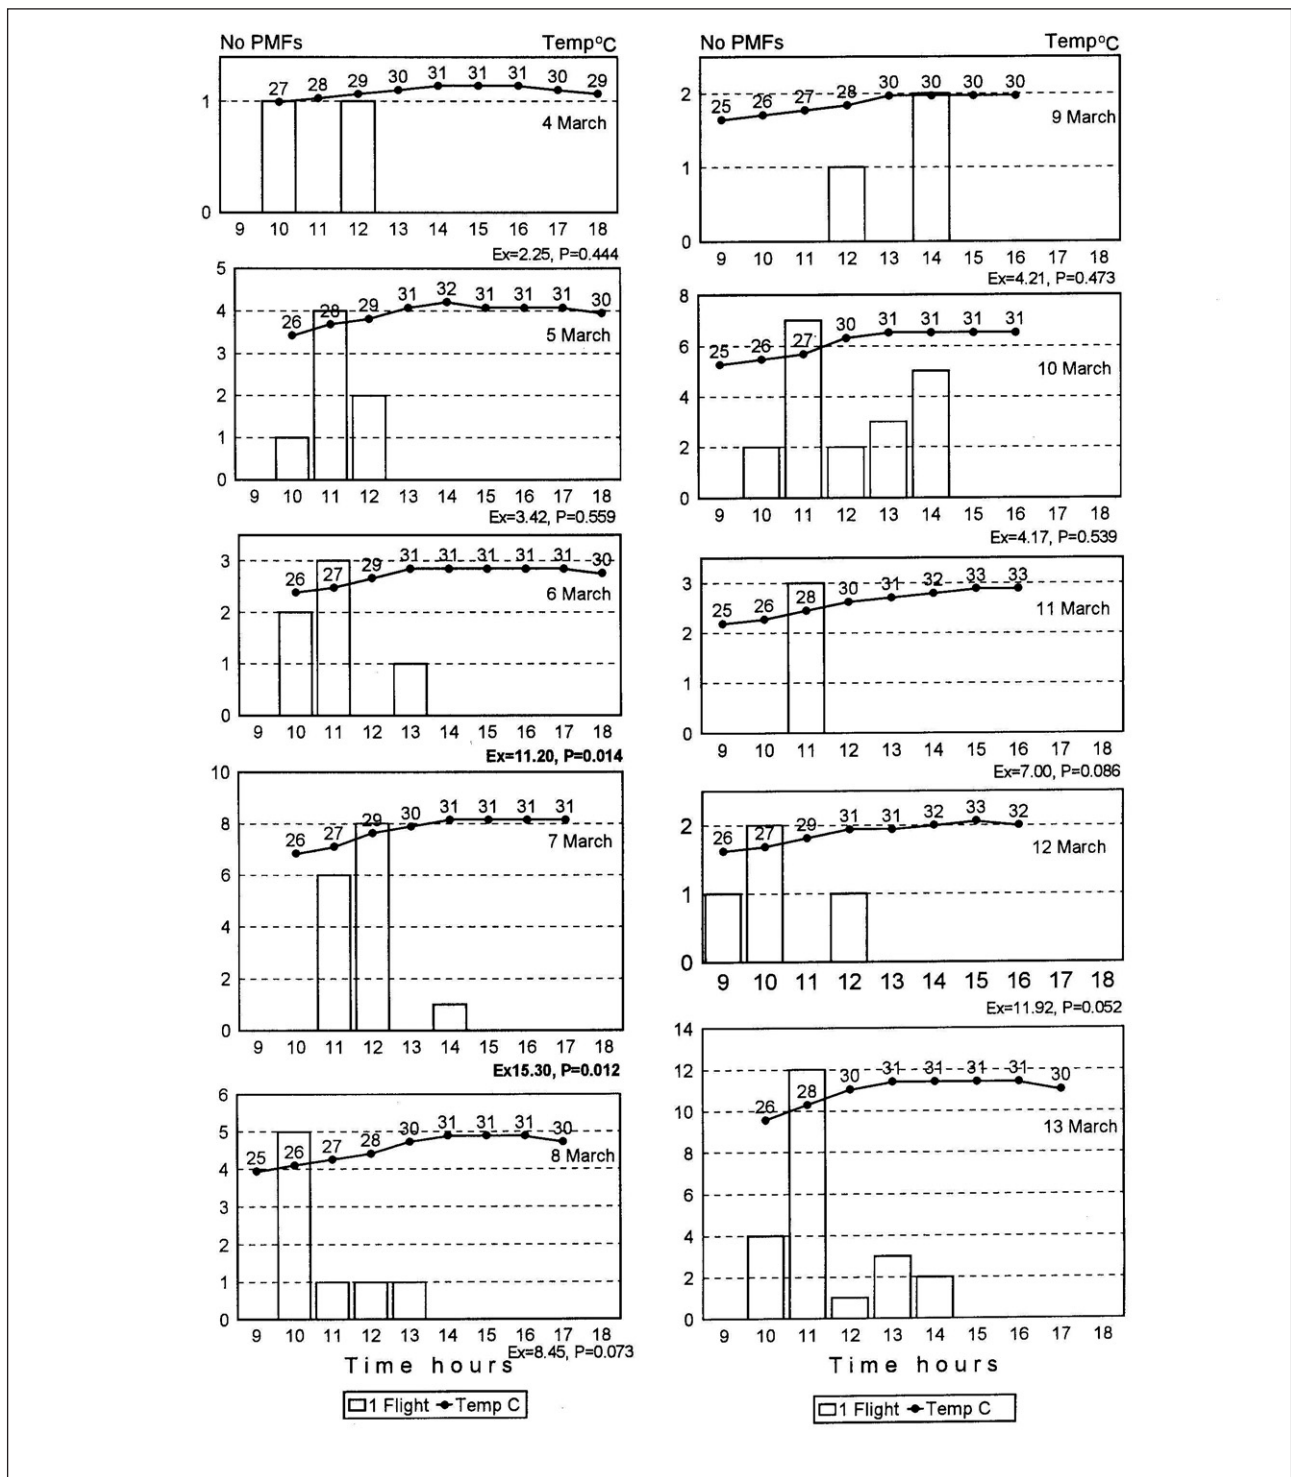 No PMFs Temp°C
27 28 29 30 31 31 31 30 29
1
4 March
0
9 10 11 12 13 14 15 16 17 18
Ex=2.25, P=0.444
5
26 28 29 31 32 31 31 31 30
4
5 March
3
2
1
0
9 10 11 12 13 14 15 16 17 18
Ex=3.42, P=0.559
3
26 27 29 31 31 31 31 31 30
6 March
2
1
0
9 10 11 12 13 14 15 16 17 18
Ex=11.20, P=0.014
10
26 27 29 30 31 31 31 31
8
7 March
6
4
2
0
9 10 11 12 13 14 15 16 17 18
Ex15.30, P=0.012
6
5
25 26 27 28 30 31 31 31 30
8 March
4
3
2
1
0
9 10 11 12 13 14 15 16 17 18
Ex=8.45, P=0.073
Time hours
1 Flight Temp C
No PMFs Temp°C
2
25 26 27 28 30 30 30 30
9 March
1
0
9 10 11 12 13 14 15 16 17 18
Ex=4.21, P=0.473
8
25 26 27 30 31 31 31 31
6
10 March
4
2
0
9 10 11 12 13 14 15 16 17 18
Ex=4.17, P=0.539
3
25 26 28 30 31 32 33 33
11 March
2
1
0
9 10 11 12 13 14 15 16 17 18
Ex=7.00, P=0.086
2
26 27 29 31 31 32 33 32
12 March
1
0
9 10 11 12 13 14 15 16 17 18
Ex=11.92, P=0.052
14
12
26 28 30 31 31 31 31 30
10
13 March
8
6
4
2
0
9 10 11 12 13 14 15 16 17 18
Time hours
1 Flight Temp C